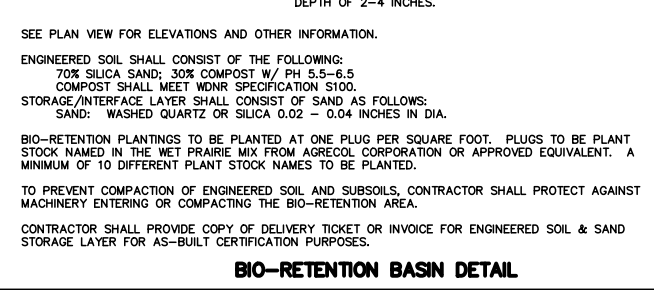 DEPTH OF 2-4 INCHES.
SEE PLAN VIEW FOR ELEVATIONS AND OTHER INFORMATION.
ENGINEERED SOIL SHALL CONSIST OF THE FOLLOWING:
70% SILICA SAND; 30% COMPOST W/ PH 5.5-6.5
COMPOST SHALL MEET WDNR SPECIFICATION S100.
STORAGE/INTERFACE LAYER SHALL CONSIST OF SAND AS FOLLOWS:
SAND: WASHED QUARTZ OR SILICA 0.02 - 0.04 INCHES IN DIA.
BIO-RETENTION PLANTINGS TO BE PLANTED AT ONE PLUG PER SQUARE FOOT. PLUGS TO BE PLANT
STOCK NAMED IN THE WET PRAIRIE MIX FROM AGRECOL CORPORATION OR APPROVED EQUIVALENT. A
MINIMUM OF 10 DIFFERENT PLANT STOCK NAMES TO BE PLANTED.
TO PREVENT COMPACTION OF ENGINEERED SOIL AND SUBSOILS, CONTRACTOR SHALL PROTECT AGAINST
MACHINERY ENTERING OR COMPACTING THE BIO-RETENTION AREA.
CONTRACTOR SHALL PROVIDE COPY OF DELIVERY TICKET OR INVOICE FOR ENGINEERED SOIL & SAND
STORAGE LAYER FOR AS-BUILT CERTIFICATION PURPOSES.
BIO-RETENTION BASIN DETAIL